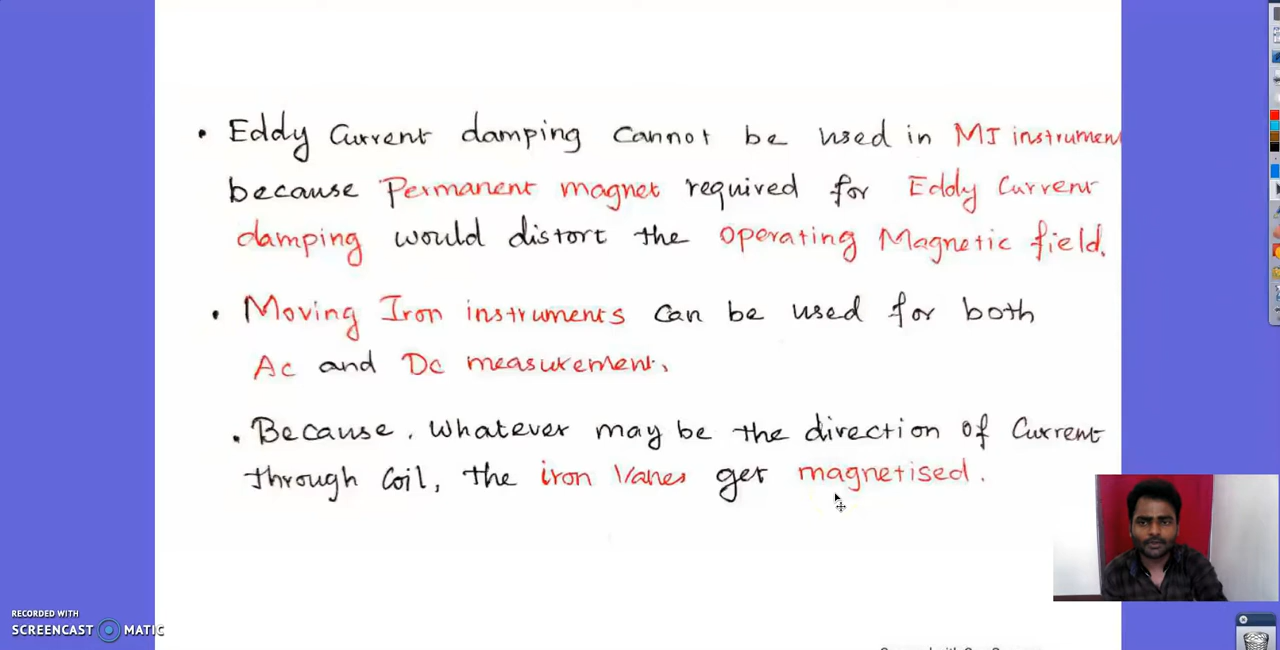 • Eddy Current damping cannot be used in MI instrument
because Permanent magnet required for Eddy Current
damping would distort the Operating Magnetic field.
• Moving Iron instruments can be used for both
Ac and Dc measurement.
• Because, whatever may be the direction of Current
through Coil, the iron Vanes get magnetised.
RECORDED WITH
SCREENCAST MATIC